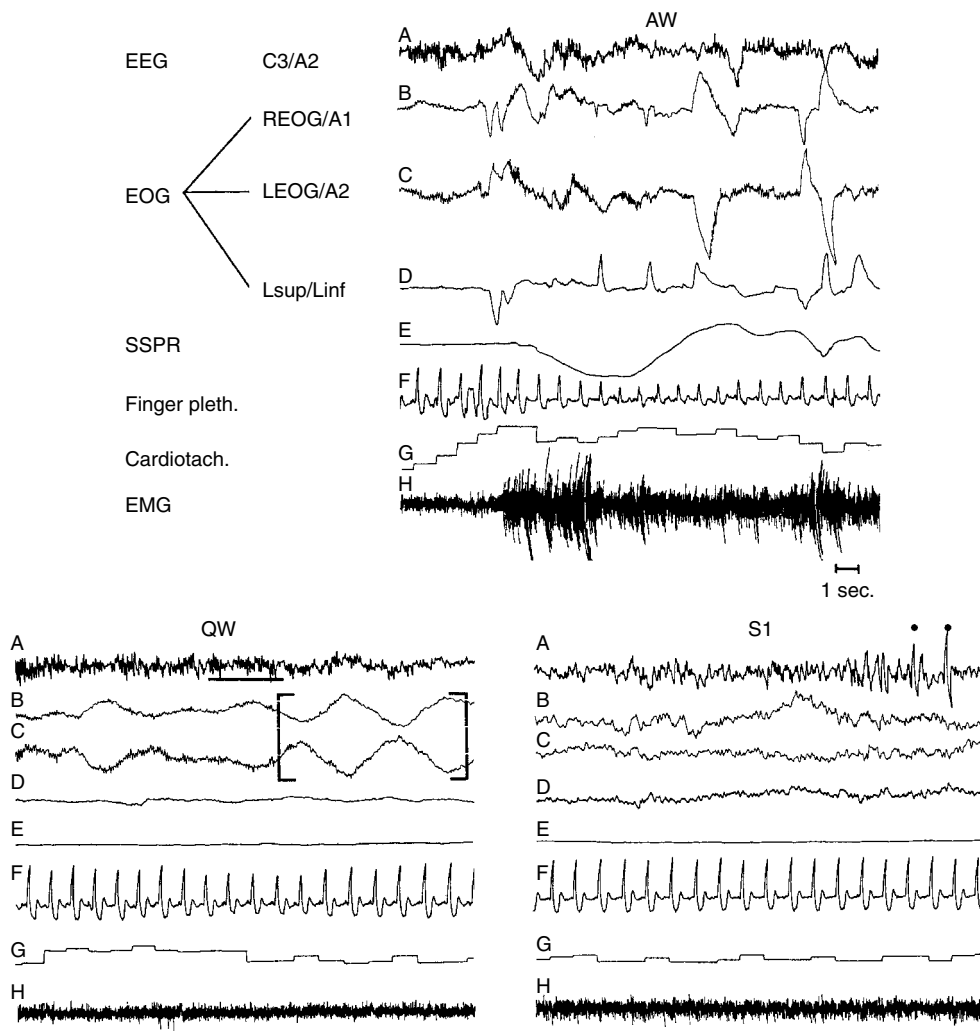 AW
A
EEG C3/A2
B
REOG/A1
C
EOG LEOG/A2
D
Lsup/Linf
E
SSPR
F
Finger pleth.
G
Cardiotach.
H
EMG
1 sec.
QW
A
B
C
D
E
F
G
H
S1
A
B
C
D
E
F
G
H